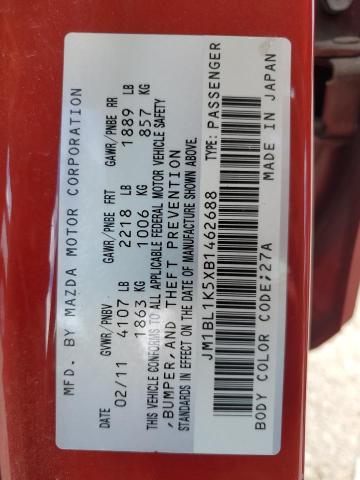 MFD. BY MAZDA MOTOR CORPORATION
DATE GVWR/PNBV GAWR/PNBE FRT GAWR/PNBE RR
02/11 4107 LB 2218 LB 1889 LB
1863 KG 1006 KG 857 KG
THIS VEHICLE CONFORMS TO ALL APPLICABLE FEDERAL MOTOR VEHICLE SAFETY
,BUMPER,AND THEFT PREVENTION
STANDARDS IN EFFECT ON THE DATE OF MANUFACTURE SHOWN ABOVE.
JM1BL1K5XB1462688 TYPE: PASSENGER
BODY COLOR CODE:27A MADE IN JAPAN